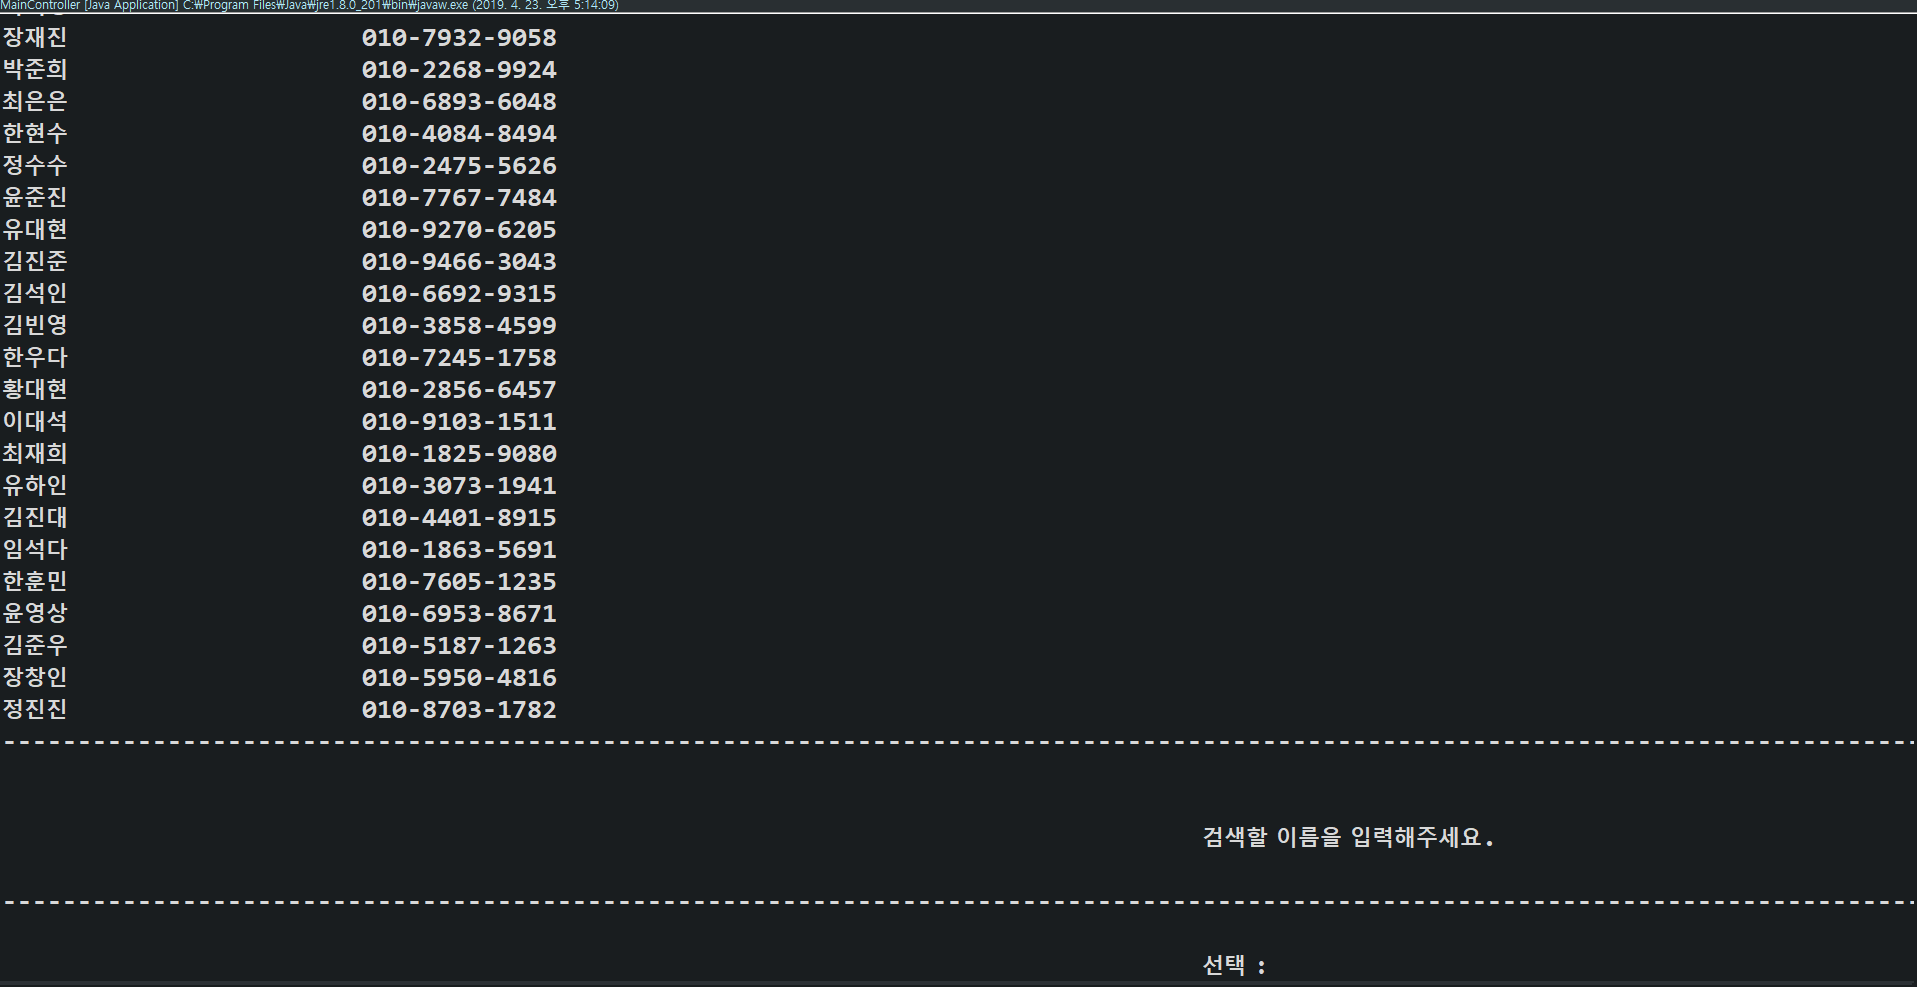 MainController [Java Application] C:₩Program Files₩Java₩jre1.8.0_201₩bin₩javaw.exe (2019. 4. 23. 오후 5:14:09)
장재진 010-7932-9058
박준희 010-2268-9924
최은은 010-6893-6048
한현수 010-4084-8494
정수수 010-2475-5626
윤준진 010-7767-7484
유대현 010-9270-6205
김진준 010-9466-3043
김석인 010-6692-9315
김빈영 010-3858-4599
한우다 010-7245-1758
황대현 010-2856-6457
이대석 010-9103-1511
최재희 010-1825-9080
유하인 010-3073-1941
김진대 010-4401-8915
임석다 010-1863-5691
한훈민 010-7605-1235
윤영상 010-6953-8671
김준우 010-5187-1263
장창인 010-5950-4816
정진진 010-8703-1782
--------------------------------------------------------------------------------------------------------------------------------
검색할 이름을 입력해주세요.
--------------------------------------------------------------------------------------------------------------------------------
선택 :